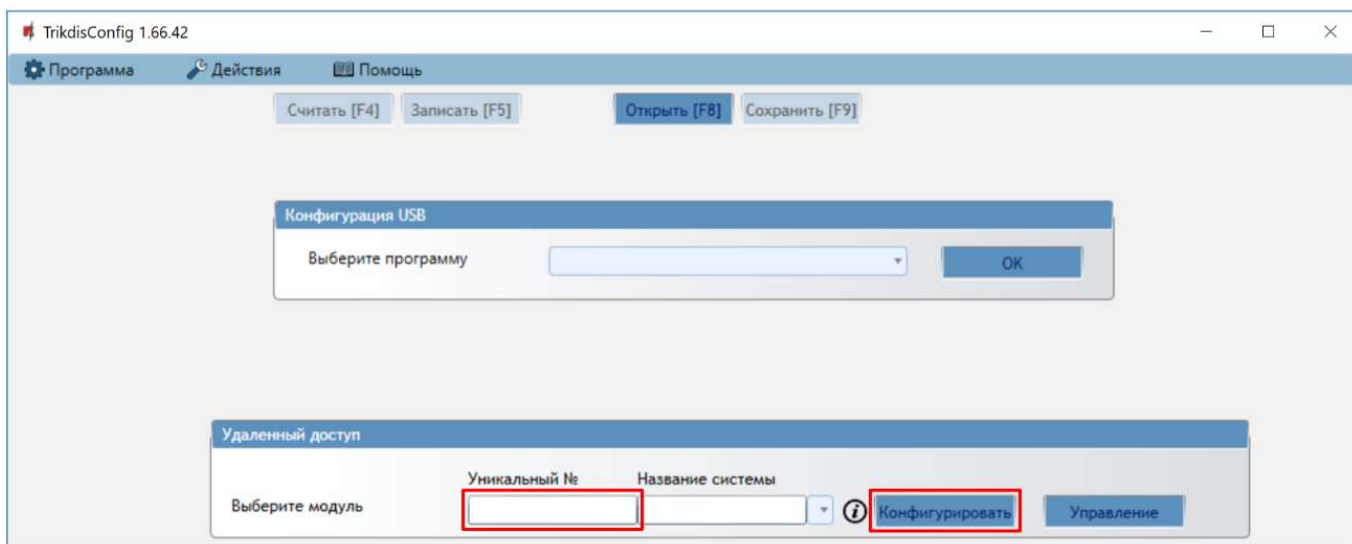 TrikdisConfig 1.66.42
Программа Действия Помощь
Считать [F4] Записать [F5] Открыть [F8] Сохранить [F9]
Конфигурация USB
Выберите программу OK
Удаленный доступ
Уникальный № Название системы
Выберите модуль Конфигурировать Управление